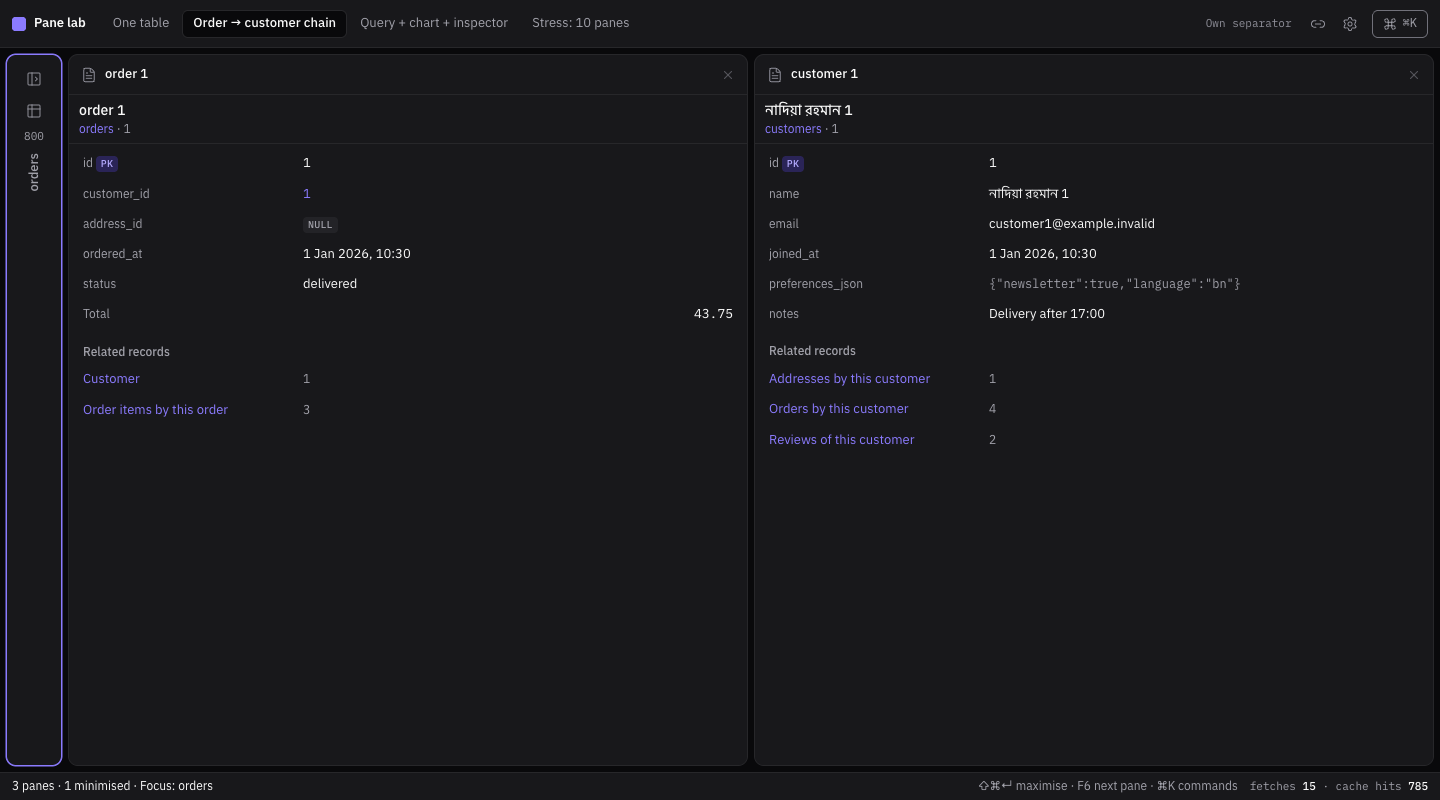 Pane lab One table Order → customer chain Query + chart + inspector Stress: 10 panes Own separator ⌘ ⌘K
800
orders
order 1
order 1
orders · 1
id PK 1
customer_id 1
address_id NULL
ordered_at 1 Jan 2026, 10:30
status delivered
Total 43.75
Related records
Customer 1
Order items by this order 3
customer 1
নাদিয়া রহমান 1
customers · 1
id PK 1
name নাদিয়া রহমান 1
email customer1@example.invalid
joined_at 1 Jan 2026, 10:30
preferences_json {"newsletter":true,"language":"bn"}
notes Delivery after 17:00
Related records
Addresses by this customer 1
Orders by this customer 4
Reviews of this customer 2
3 panes · 1 minimised · Focus: orders ⇧⌘↵ maximise · F6 next pane · ⌘K commands fetches 15 · cache hits 785